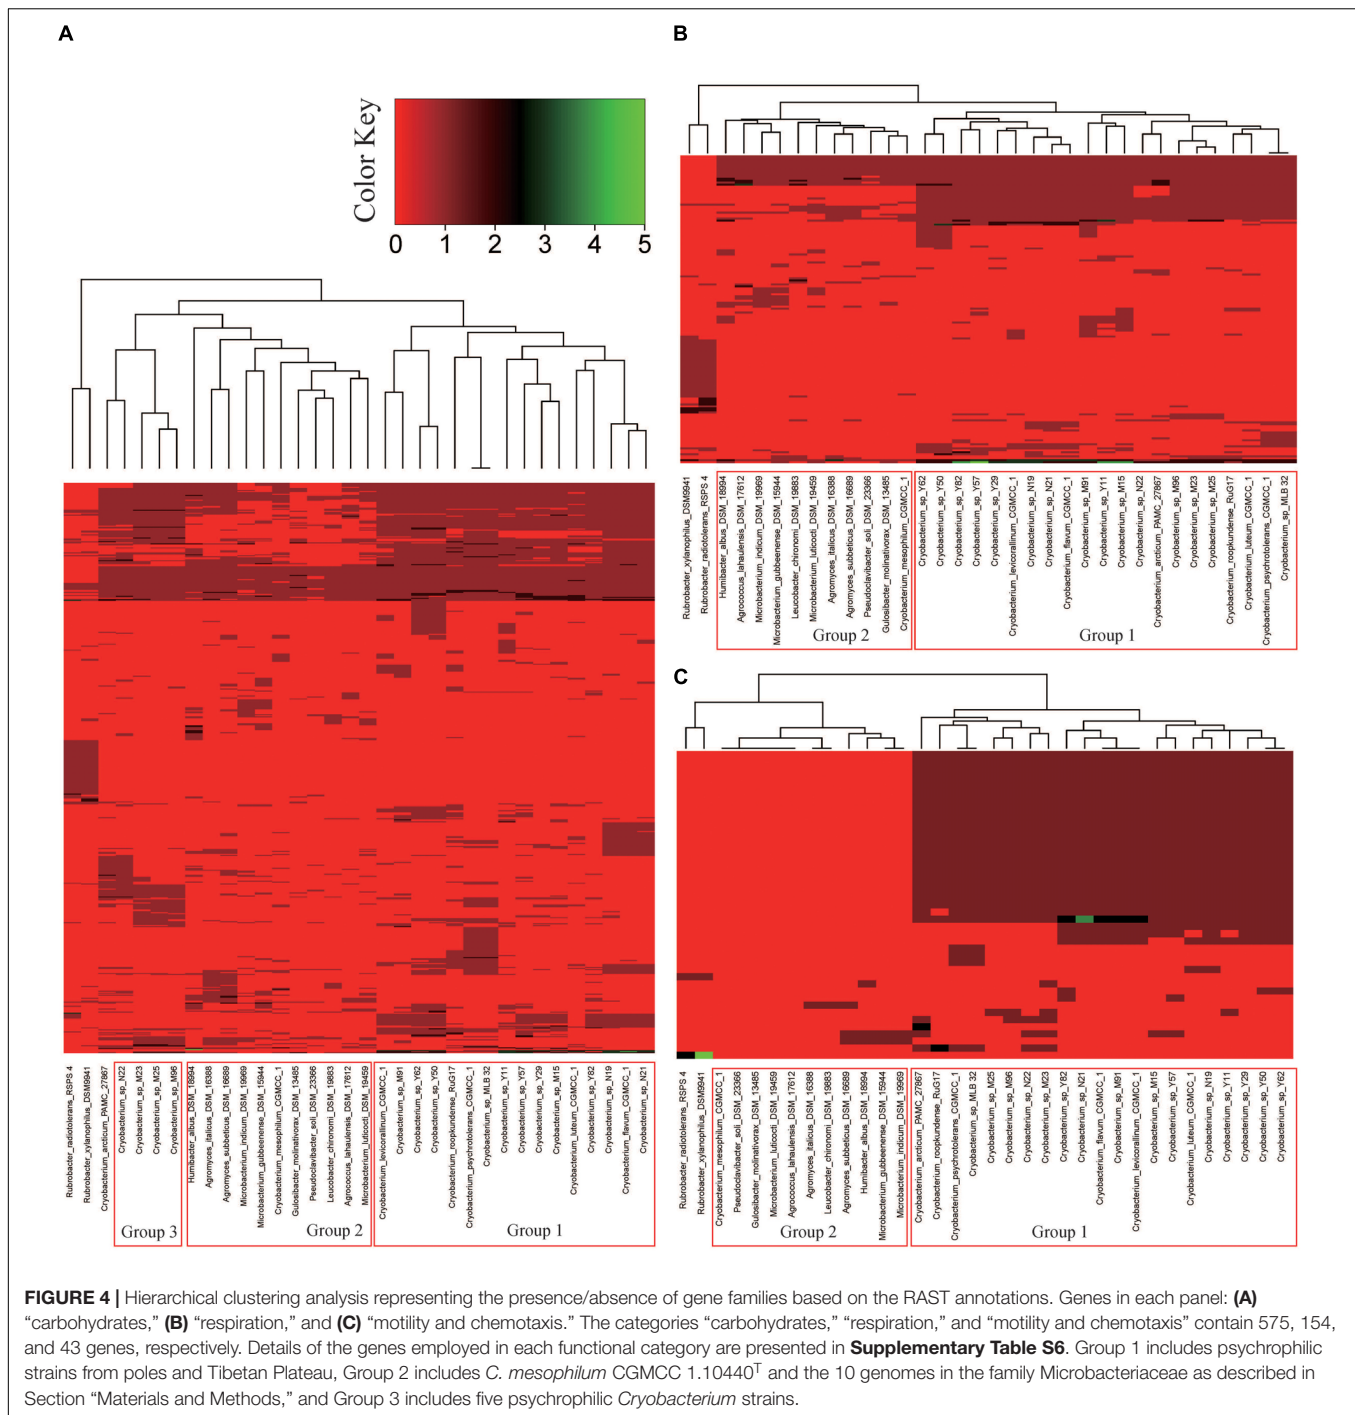 A
Color Key
0 1 2 3 4 5
Rubrobacter_radiotolerans_RSPS 4
Rubrobacter_xylanophilus_DSM9941
Cryobacterium_arcticum_PAMC_27867
Cryobacterium_sp_N22
Cryobacterium_sp_M23
Cryobacterium_sp_M25
Cryobacterium_sp_M96
Humibacter_albus_DSM_18994
Agromyces_italicus_DSM_16388
Agromyces_subbeticus_DSM_16689
Microbacterium_indicum_DSM_19969
Microbacterium_gubbeenense_DSM_15944
Cryobacterium_mesophilum_CGMCC_1
Gulosibacter_molinativorax_DSM_13485
Pseudoclavibacter_soli_DSM_23366
Leucobacter_chironomi_DSM_19883
Agrococcus_lahaulensis_DSM_17612
Microbacterium_luticocti_DSM_19459
Cryobacterium_levicorallinum_CGMCC_1
Cryobacterium_sp_M91
Cryobacterium_sp_Y62
Cryobacterium_sp_Y50
Cryobacterium_roopkundense_RuG17
Cryobacterium_psychrotolerans_CGMCC_1
Cryobacterium_sp_MLB 32
Cryobacterium_sp_Y11
Cryobacterium_sp_Y57
Cryobacterium_sp_Y29
Cryobacterium_sp_M15
Cryobacterium_luteum_CGMCC_1
Cryobacterium_sp_Y82
Cryobacterium_sp_N19
Cryobacterium_flavum_CGMCC_1
Cryobacterium_sp_N21
Group 3
Group 2
Group 1
B
Rubrobacter_xylanophilus_DSM9941
Rubrobacter_radiotolerans_RSPS 4
Humibacter_albus_DSM_18994
Agrococcus_lahaulensis_DSM_17612
Microbacterium_indicum_DSM_19969
Microbacterium_gubbeenense_DSM_15944
Leucobacter_chironomi_DSM_19883
Microbacterium_luticocti_DSM_19459
Agromyces_italicus_DSM_16388
Agromyces_subbeticus_DSM_16689
Pseudoclavibacter_soli_DSM_23366
Gulosibacter_molinativorax_DSM_13485
Cryobacterium_mesophilum_CGMCC_1
Cryobacterium_sp_Y62
Cryobacterium_sp_Y50
Cryobacterium_sp_Y82
Cryobacterium_sp_Y57
Cryobacterium_sp_Y29
Cryobacterium_levicorallinum_CGMCC_1
Cryobacterium_sp_N19
Cryobacterium_sp_N21
Cryobacterium_flavum_CGMCC_1
Cryobacterium_sp_M91
Cryobacterium_sp_Y11
Cryobacterium_sp_M15
Cryobacterium_sp_N22
Cryobacterium_arcticum_PAMC_27867
Cryobacterium_sp_M96
Cryobacterium_sp_M23
Cryobacterium_sp_M25
Cryobacterium_roopkundense_RuG17
Cryobacterium_luteum_CGMCC_1
Cryobacterium_psychrotolerans_CGMCC_1
Cryobacterium_sp_MLB 32
Group 2
Group 1
C
Rubrobacter_radiotolerans_RSPS 4
Rubrobacter_xylanophilus_DSM9941
Cryobacterium_mesophilum_CGMCC_1
Pseudoclavibacter_soli_DSM_23366
Gulosibacter_molinativorax_DSM_13485
Microbacterium_luticocti_DSM_19459
Agrococcus_lahaulensis_DSM_17612
Agromyces_italicus_DSM_16388
Leucobacter_chironomi_DSM_19883
Agromyces_subbeticus_DSM_16689
Humibacter_albus_DSM_18994
Microbacterium_gubbeenense_DSM_15944
Microbacterium_indicum_DSM_19969
Cryobacterium_arcticum_PAMC_27867
Cryobacterium_roopkundense_RuG17
Cryobacterium_psychrotolerans_CGMCC_1
Cryobacterium_sp_MLB 32
Cryobacterium_sp_M25
Cryobacterium_sp_M96
Cryobacterium_sp_N22
Cryobacterium_sp_M23
Cryobacterium_sp_Y82
Cryobacterium_sp_N21
Cryobacterium_flavum_CGMCC_1
Cryobacterium_sp_M91
Cryobacterium_levicorallinum_CGMCC_1
Cryobacterium_sp_M15
Cryobacterium_sp_Y57
Cryobacterium_luteum_CGMCC_1
Cryobacterium_sp_N19
Cryobacterium_sp_Y11
Cryobacterium_sp_Y29
Cryobacterium_sp_Y50
Cryobacterium_sp_Y62
Group 2
Group 1
FIGURE 4 | Hierarchical clustering analysis representing the presence/absence of gene families based on the RAST annotations. Genes in each panel: (A)
“carbohydrates,” (B) “respiration,” and (C) “motility and chemotaxis.” The categories “carbohydrates,” “respiration,” and “motility and chemotaxis” contain 575, 154,
and 43 genes, respectively. Details of the genes employed in each functional category are presented in Supplementary Table S6. Group 1 includes psychrophilic
strains from poles and Tibetan Plateau, Group 2 includes C. mesophilum CGMCC 1.10440T and the 10 genomes in the family Microbacteriaceae as described in
Section “Materials and Methods,” and Group 3 includes five psychrophilic Cryobacterium strains.